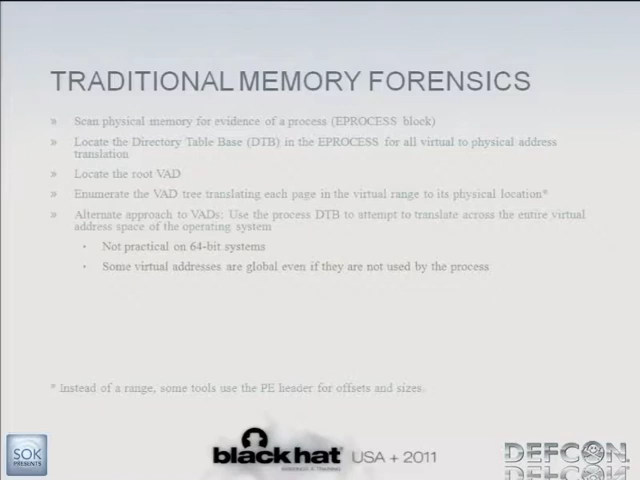 TRADITIONAL MEMORY FORENSICS
» Scan physical memory for evidence of a process (EPROCESS block)
» Locate the Directory Table Base (DTB) in the EPROCESS for all virtual to physical address
translation
» Locate the root VAD
» Enumerate the VAD tree translating each page in the virtual range to its physical location*
» Alternate approach to VADs: Use the process DTB to attempt to translate across the entire virtual
address space of the operating system
• Not practical on 64-bit systems
• Some virtual addresses are global even if they are not used by the process
* Instead of a range, some tools use the PE header for offsets and sizes.
SOK
PRESENTS
black hat USA + 2011
DEFCON